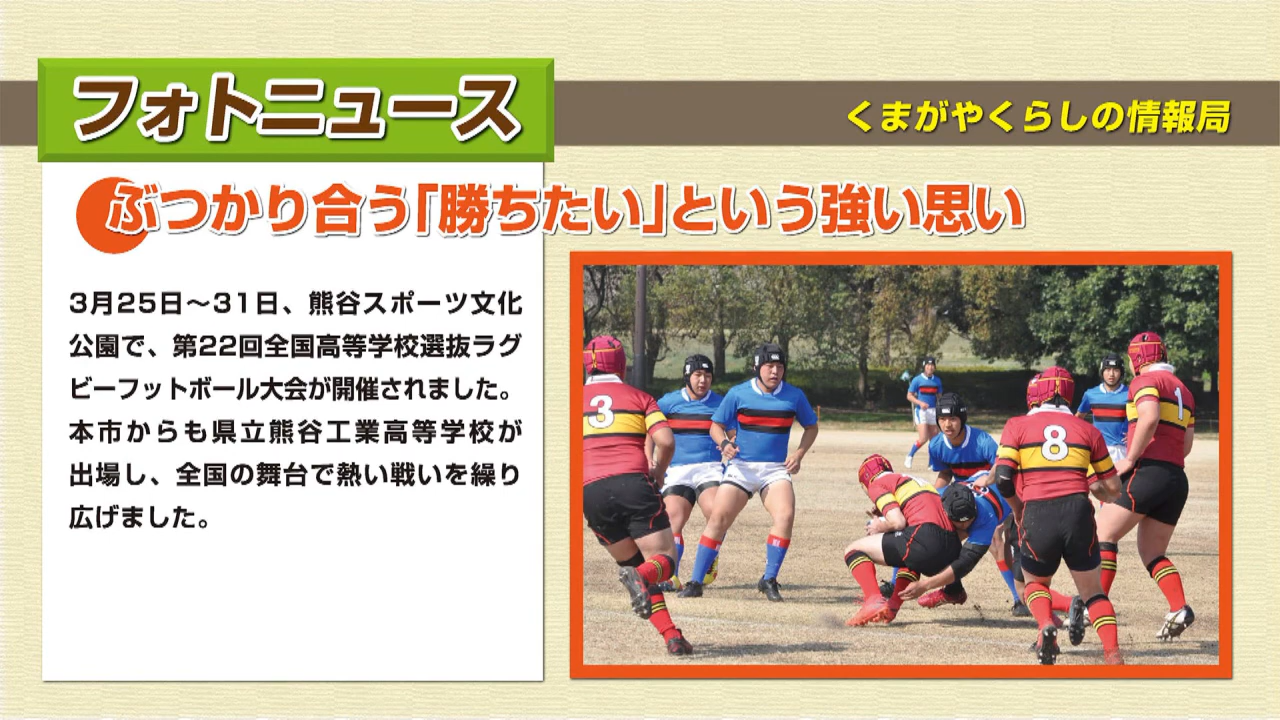 フォトニュース
くまがやくらしの情報局
ぶつかり合う「勝ちたい」という強い思い
3月25日～31日、熊谷スポーツ文化
公園で、第22回全国高等学校選抜ラグ
ビーフットボール大会が開催されました。
本市からも県立熊谷工業高等学校が
出場し、全国の舞台で熱い戦いを繰り
広げました。
3
8
1